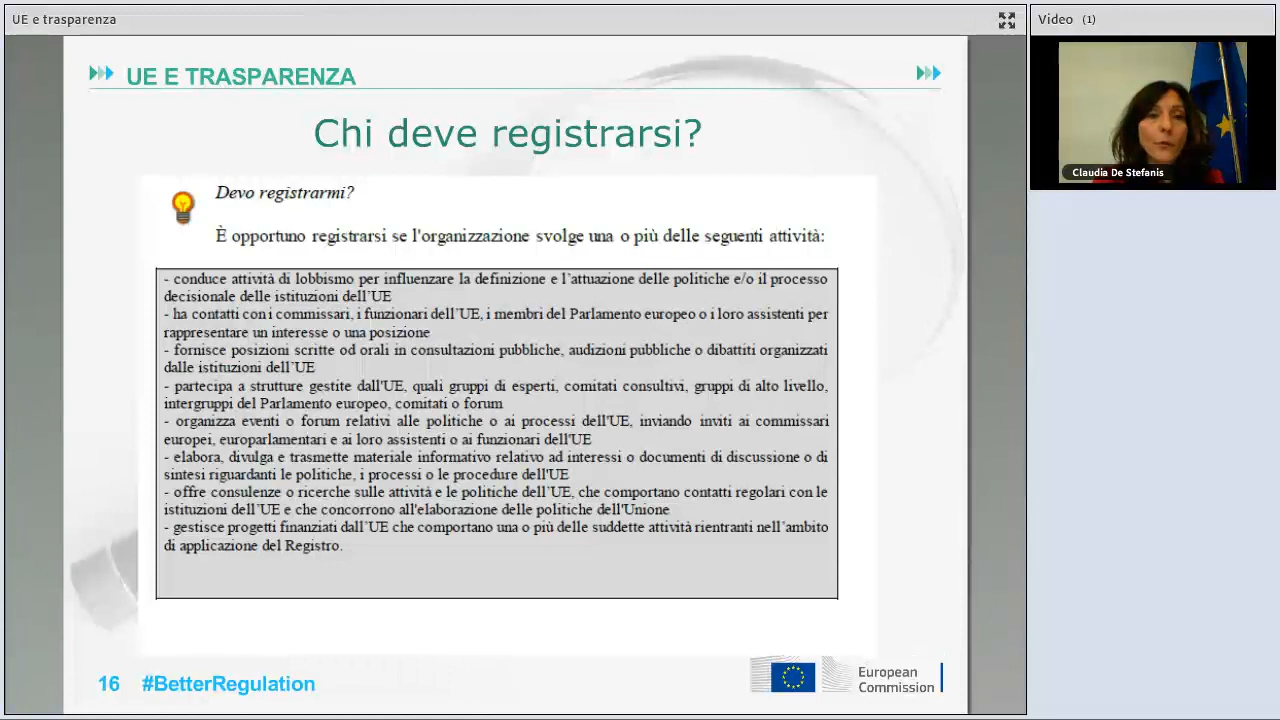 UE e trasparenza
Video (1)
Claudia De Stefanis
UE E TRASPARENZA
Chi deve registrarsi?
Devo registrarmi?
È opportuno registrarsi se l'organizzazione svolge una o più delle seguenti attività:
- conduce attività di lobbismo per influenzare la definizione e l'attuazione delle politiche e/o il processo
decisionale delle istituzioni dell'UE
- ha contatti con i commissari, i funzionari dell'UE, i membri del Parlamento europeo o i loro assistenti per
rappresentare un interesse o una posizione
- fornisce posizioni scritte od orali in consultazioni pubbliche, audizioni pubbliche o dibattiti organizzati
dalle istituzioni dell'UE
- partecipa a strutture gestite dall'UE, quali gruppi di esperti, comitati consultivi, gruppi di alto livello,
intergruppi del Parlamento europeo, comitati o forum
- organizza eventi o forum relativi alle politiche o ai processi dell'UE, inviando inviti ai commissari
europei, europarlamentari e ai loro assistenti o ai funzionari dell'UE
- elabora, divulga e trasmette materiale informativo relativo ad interessi o documenti di discussione o di
sintesi riguardanti le politiche, i processi o le procedure dell'UE
- offre consulenze o ricerche sulle attività e le politiche dell'UE, che comportano contatti regolari con le
istituzioni dell'UE e che concorrono all'elaborazione delle politiche dell'Unione
- gestisce progetti finanziati dall'UE che comportano una o più delle suddette attività rientranti nell'ambito
di applicazione del Registro.
16 #BetterRegulation
European
Commission